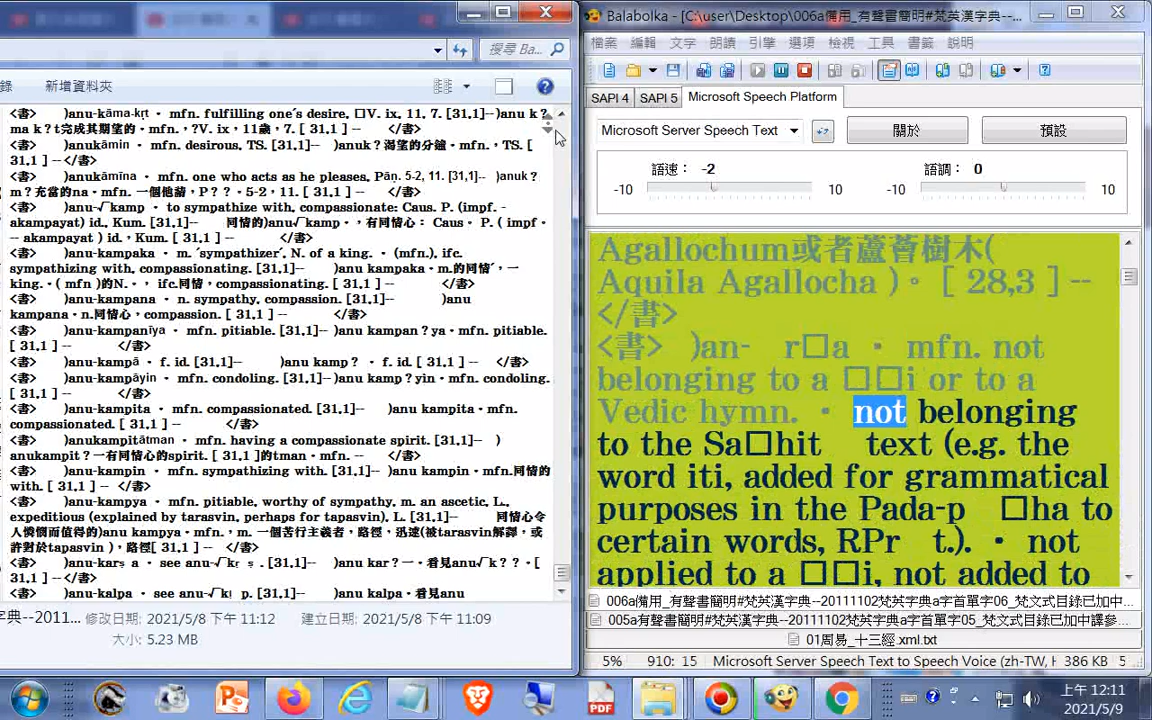 Balabolka - [C:\user\Desktop\006a備用_有聲書簡明#梵英漢字典--...
搜尋 Ba...
檔案 編輯 文字 朗讀 引擎 選項 檢視 工具 書籤 說明
錄 新增資料夾
SAPI 4 SAPI 5 Microsoft Speech Platform
Microsoft Server Speech Text 關於 預設
語速： -2 語調： 0
-10 10 -10 10
<書> )anu-kāma-kṛt • mfn. fulfilling one's desire, □V. ix, 11, 7. [31,1]-- )anu k?
ma k?t完成其期望的•mfn.，?V. ix，11歲，7. [ 31,1 ] -- </書>
<書> )anukāmin • mfn. desirous, TS. [31,1]-- )anuk?渴望的分鐘•mfn.，TS. [
31,1 ] -- </書>
<書> )anukāmīna • mfn. one who acts as he pleases, Pāṇ. 5-2, 11. [31,1]-- )anuk ?
m?充當的na•mfn. 一個他請，P??•5-2，11. [ 31,1 ] -- </書>
<書> )anu-√kamp • to sympathize with, compassionate: Caus. P. (impf. -
akampayat) id., Kum. [31,1]-- 同情的)anu√kamp•，有同情心： Caus• P. ( impf•
-- akampayat ) id.，Kum. [ 31,1 ] -- </書>
<書> )anu-kampaka • m. 'sympathizer', N. of a king. • (mfn.), ifc.
sympathizing with, compassionating. [31,1]-- )anu kampaka•m.的同情'，一
king.•( mfn )的N.•，ifc.同情，compassionating. [ 31,1 ] -- </書>
<書> )anu-kampana • n. sympathy, compassion. [31,1]-- )anu
kampana•n.同情心，compassion. [ 31,1 ] -- </書>
<書> )anu-kampanīya • mfn. pitiable. [31,1]-- )anu kampan?ya•mfn. pitiable.
[ 31,1 ] -- </書>
<書> )anu-kampā • f. id. [31,1]-- )anu kamp? • f. id. [ 31,1 ] -- </書>
<書> )anu-kampāyin • mfn. condoling. [31,1]-- )anu kamp?yin•mfn. condoling.
[ 31,1 ] -- </書>
<書> )anu-kampita • mfn. compassionated. [31,1]-- )anu kampita•mfn.
compassionated. [ 31,1 ] -- </書>
<書> )anukampitātman • mfn. having a compassionate spirit. [31,1]-- )
anukampit?一有同情心的spirit. [ 31,1 ]的tman•mfn.• -- </書>
<書> )anu-kampin • mfn. sympathizing with. [31,1]-- )anu kampin•mfn.同情的
with. [ 31,1 ] -- </書>
<書> )anu-kampya • mfn. pitiable, worthy of sympathy, m. an ascetic, L.,
expeditious (explained by tarasvin, perhaps for tapasvin), L. [31,1]-- 同情心令
人憐憫而值得的)anu kampya•mfn.，m. 一個苦行主義者，路徑，迅速(被tarasvin解釋，或
許對於tapasvin )，路徑[ 31,1 ] -- </書>
<書> )anu-karṣa • see anu-√kṛṣ. [31,1]-- )anu kar?一•看見anu√k??•[
31,1 ] -- </書>
<書> )anu-kalpa • see anu-√kḷp. [31,1]-- )anu kalpa•看見anu
字典--2011... 修改日期: 2021/5/8 下午 11:12 建立日期: 2021/5/8 下午 11:09
大小: 5.23 MB
Agallochum或者蘆薈樹木(
Aquila Agallocha )。 [ 28,3 ] --
</書>
<書> )an- r□a • mfn. not
belonging to a □□i or to a
Vedic hymn. • not belonging
to the Sa□hit text (e.g. the
word iti, added for grammatical
purposes in the Pada-p □ha to
certain words, RPr t.). • not
applied to a □□i, not added to
006a備用_有聲書簡明#梵英漢字典--20111102梵英漢字典a字首單字06_梵文式目錄已加中...
005a有聲書簡明#梵英漢字典--20111102梵英漢字典a字首單字05_梵文式目錄已加中譯參...
01周易_十三經.xml.txt
5% 910: 15 Microsoft Server Speech Text to Speech Voice (zh-TW, H 386 KB 5
PDF
上午 12:11
2021/5/9